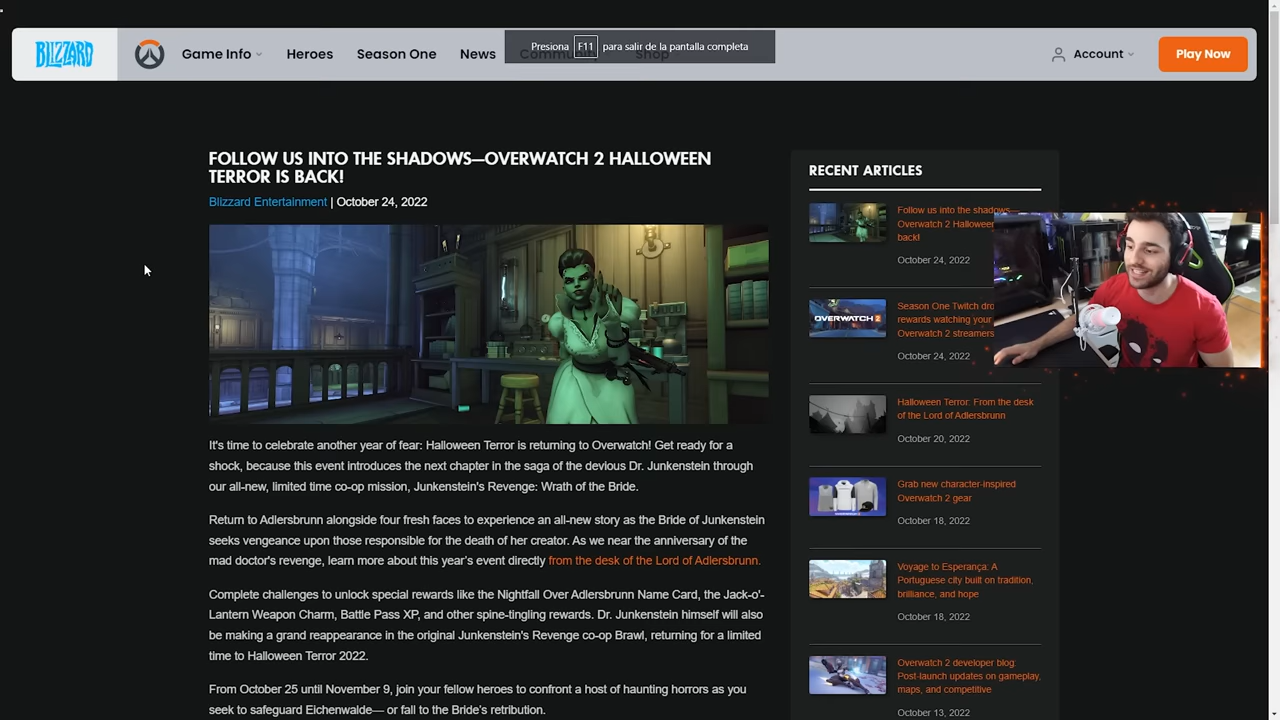 BLIZZARD
Game Info
Heroes
Season One
News
Presiona F11 para salir de la pantalla completa
Account
Play Now
FOLLOW US INTO THE SHADOWS—OVERWATCH 2 HALLOWEEN
TERROR IS BACK!
Blizzard Entertainment | October 24, 2022
It's time to celebrate another year of fear: Halloween Terror is returning to Overwatch! Get ready for a
shock, because this event introduces the next chapter in the saga of the devious Dr. Junkenstein through
our all-new, limited time co-op mission, Junkenstein's Revenge: Wrath of the Bride.
Return to Adlersbrunn alongside four fresh faces to experience an all-new story as the Bride of Junkenstein
seeks vengeance upon those responsible for the death of her creator. As we near the anniversary of the
mad doctor's revenge, learn more about this year's event directly from the desk of the Lord of Adlersbrunn.
Complete challenges to unlock special rewards like the Nightfall Over Adlersbrunn Name Card, the Jack-o'-
Lantern Weapon Charm, Battle Pass XP, and other spine-tingling rewards. Dr. Junkenstein himself will also
be making a grand reappearance in the original Junkenstein's Revenge co-op Brawl, returning for a limited
time to Halloween Terror 2022.
From October 25 until November 9, join your fellow heroes to confront a host of haunting horrors as you
seek to safeguard Eichenwalde— or fall to the Bride's retribution.
RECENT ARTICLES
Follow us into the shadows—
Overwatch 2 Halloween
back!
October 24, 2022
OVERWATCH 2
Season One Twitch dro
rewards watching your
Overwatch 2 streamers
October 24, 2022
Halloween Terror: From the desk
of the Lord of Adlersbrunn
October 20, 2022
Grab new character-inspired
Overwatch 2 gear
October 18, 2022
Voyage to Esperança: A
Portuguese city built on tradition,
brilliance, and hope
October 18, 2022
Overwatch 2 developer blog:
Post-launch updates on gameplay,
maps, and competitive
October 13, 2022